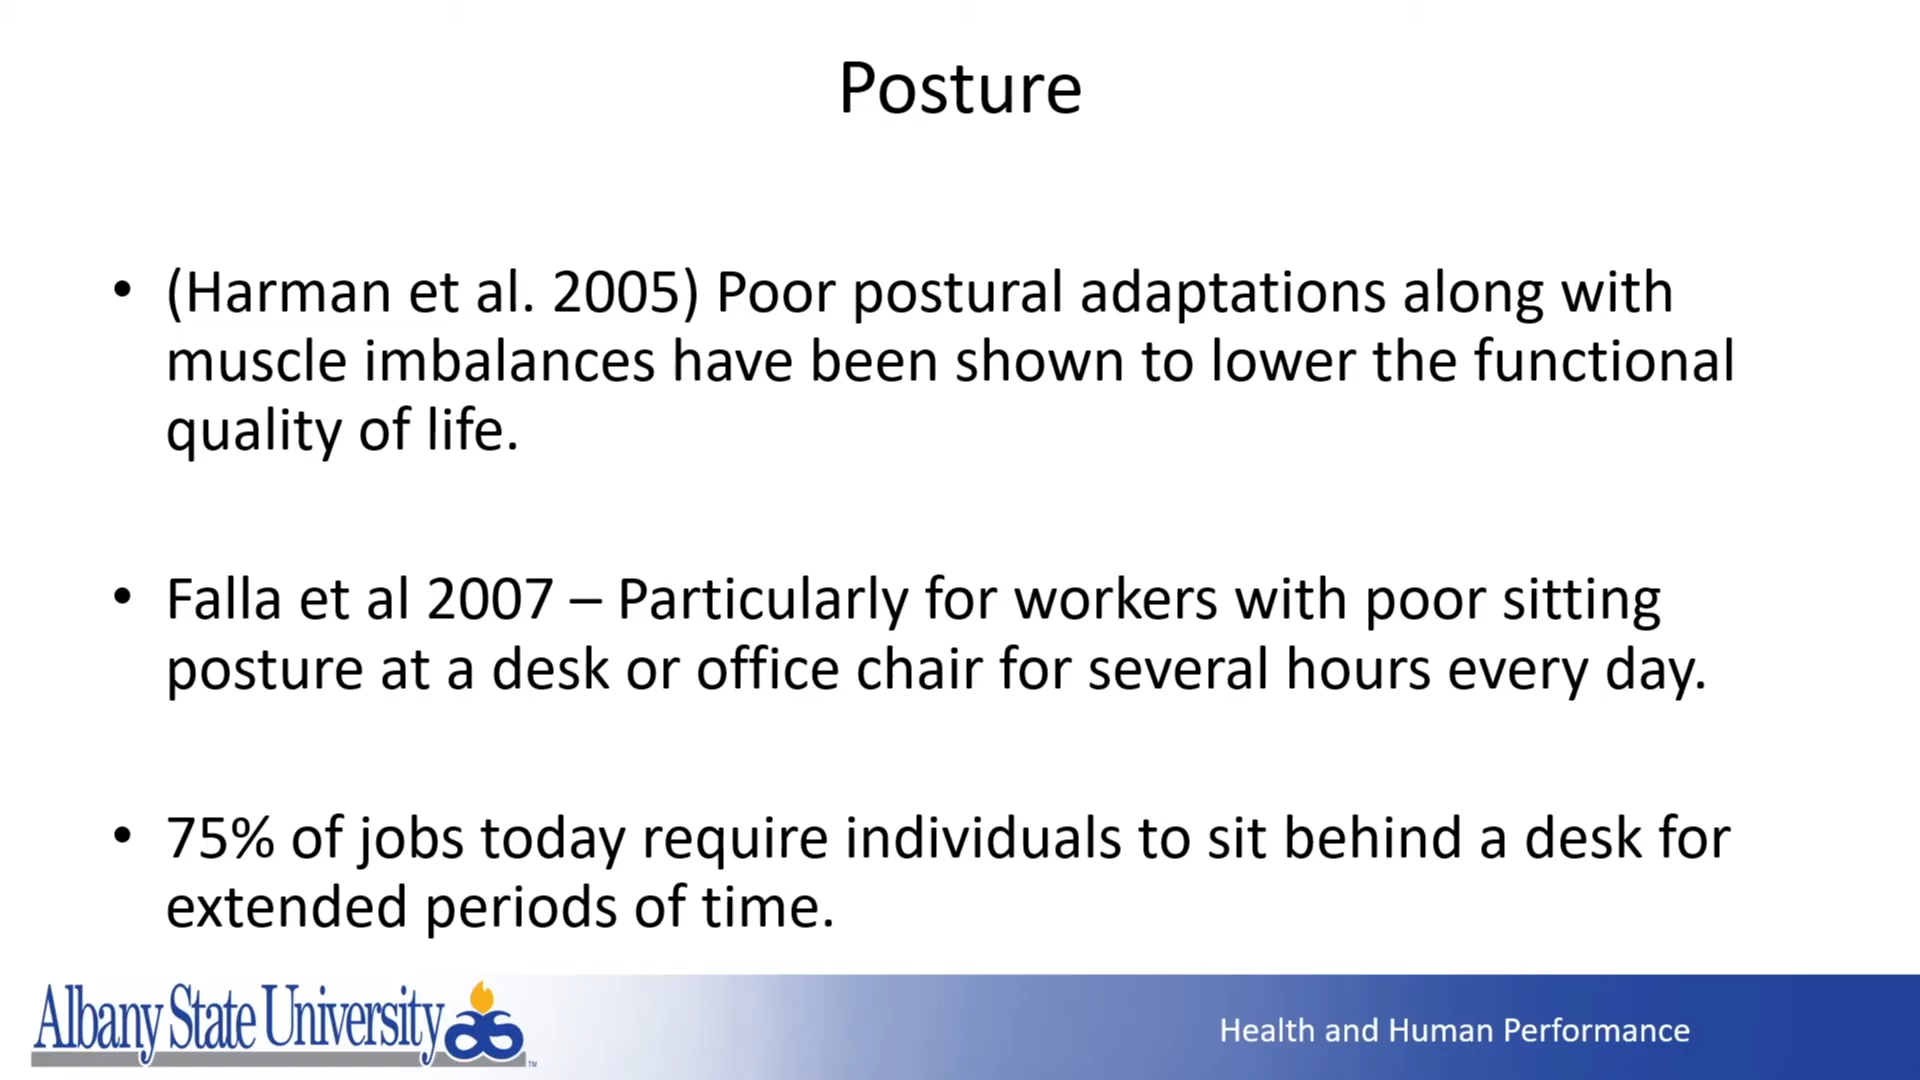 Posture
• (Harman et al. 2005) Poor postural adaptations along with
muscle imbalances have been shown to lower the functional
quality of life.
• Falla et al 2007 – Particularly for workers with poor sitting
posture at a desk or office chair for several hours every day.
• 75% of jobs today require individuals to sit behind a desk for
extended periods of time.
Albany State University TM
Health and Human Performance